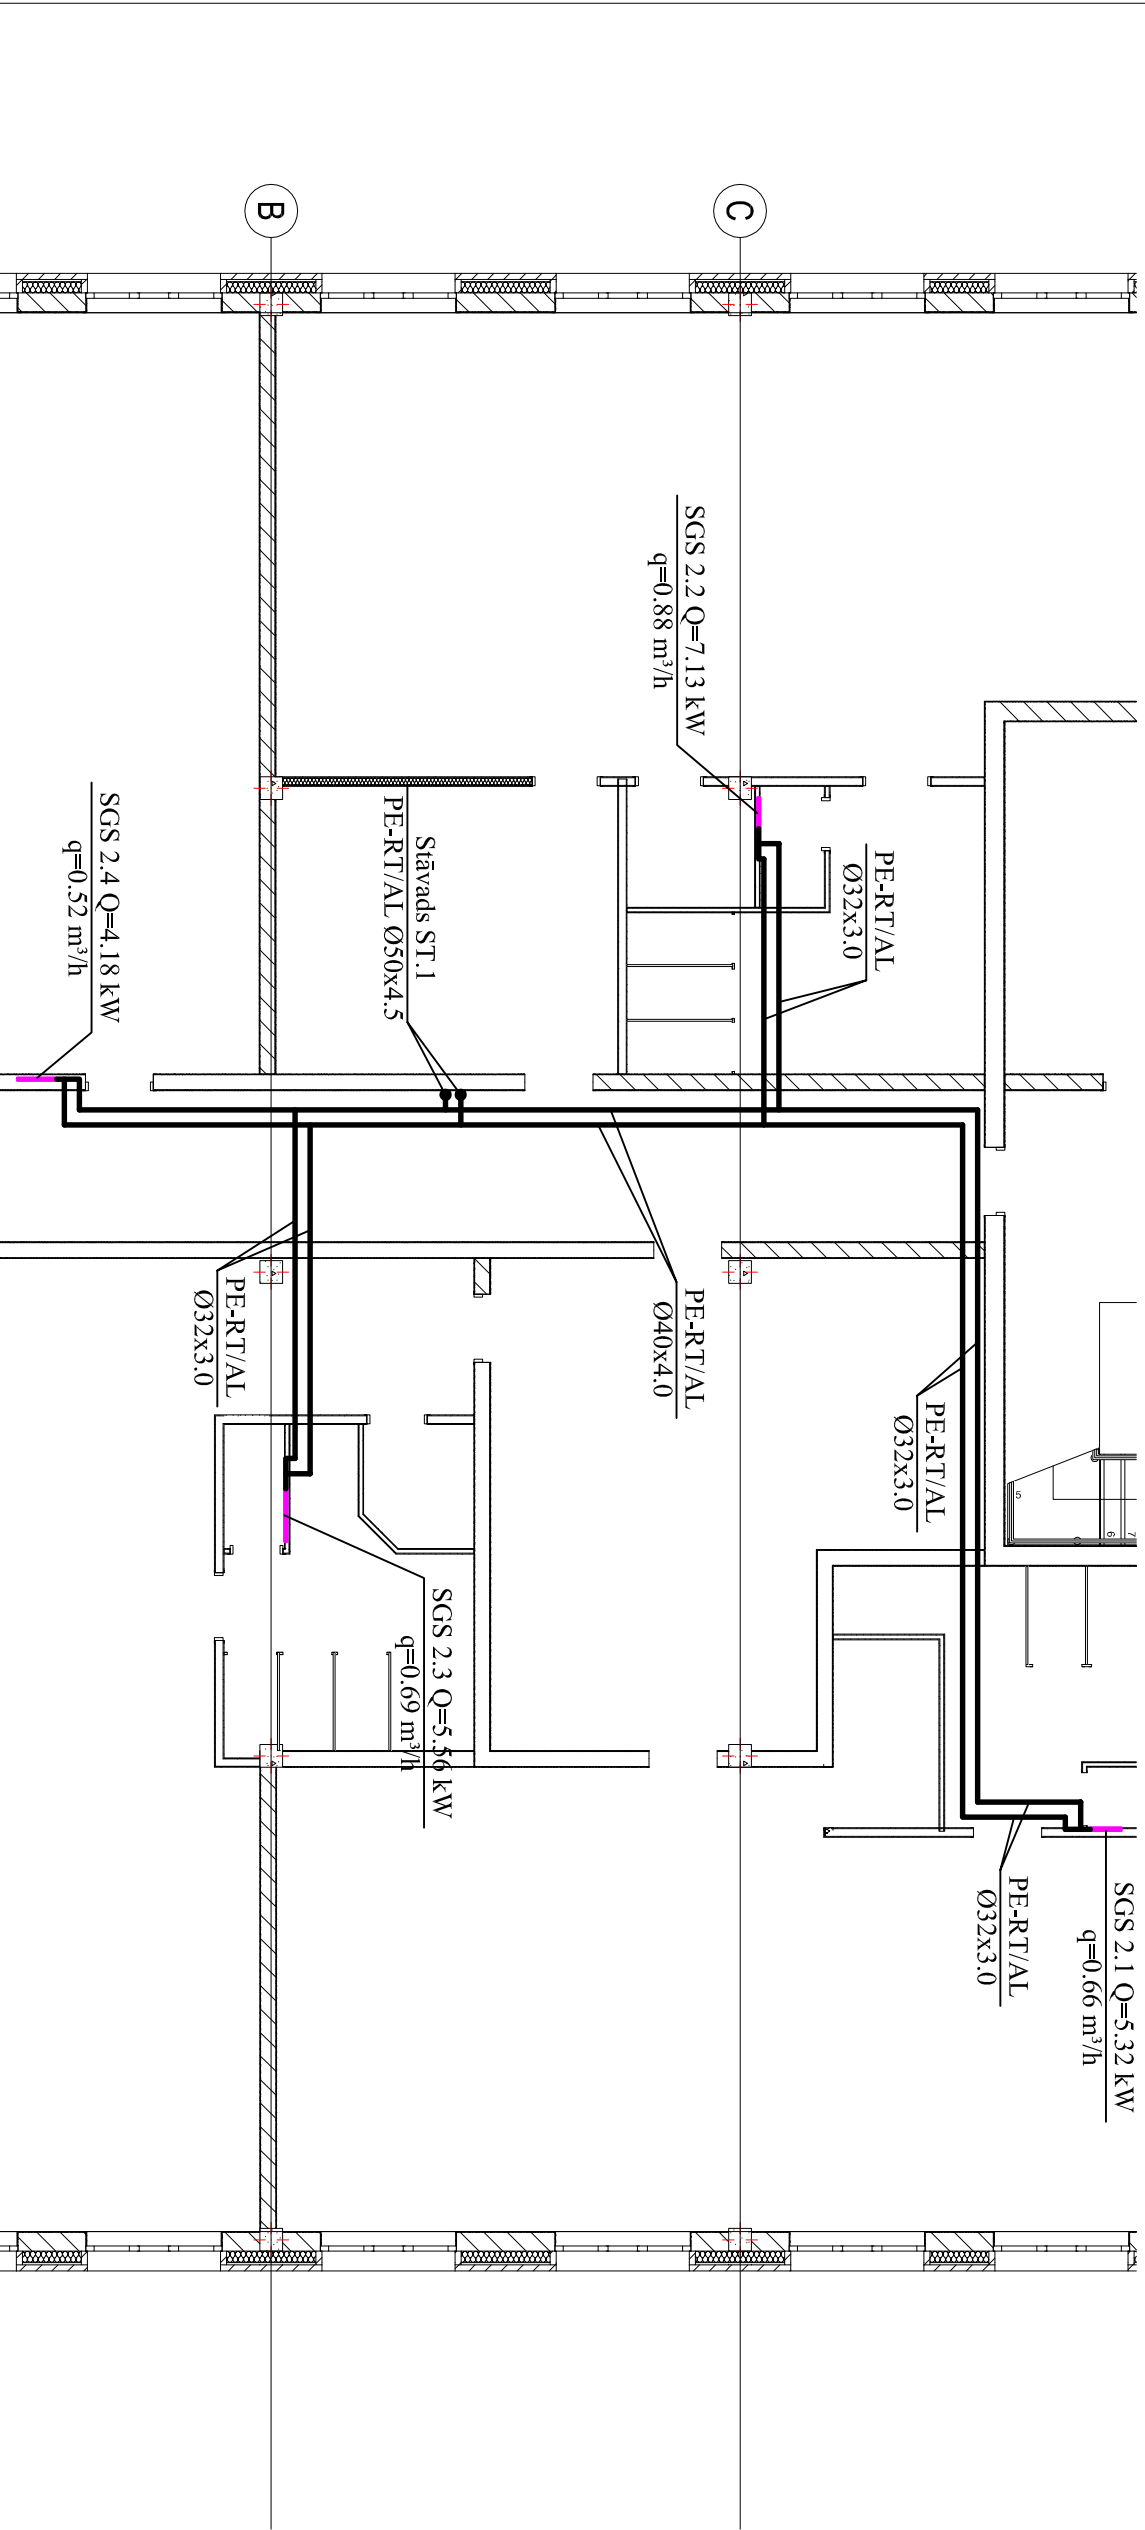 B
C
SGS 2.2 Q=7.13 kW
q=0.88 m³/h
PE-RT/AL
Ø32x3.0
Stāvads ST.1
PE-RT/AL Ø50x4.5
SGS 2.4 Q=4.18 kW
q=0.52 m³/h
PE-RT/AL
Ø32x3.0
PE-RT/AL
Ø40x4.0
PE-RT/AL
Ø32x3.0
5
6
7
SGS 2.3 Q=5.56 kW
q=0.69 m³/h
PE-RT/AL
Ø32x3.0
SGS 2.1 Q=5.32 kW
q=0.66 m³/h